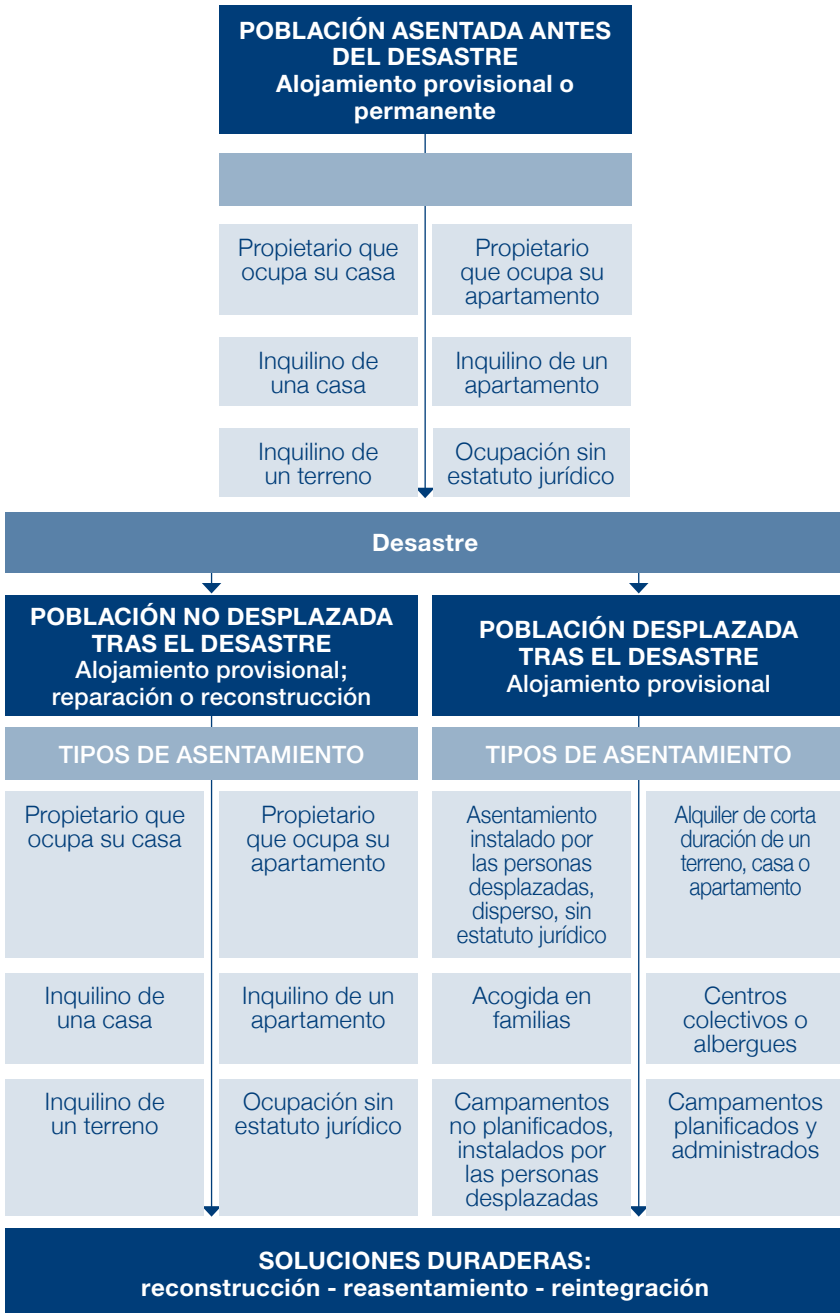 POBLACIÓN ASENTADA ANTES
DEL DESASTRE
Alojamiento provisional o
permanente
Propietario que
ocupa su casa
Propietario
que ocupa su
apartamento
Inquilino de
una casa
Inquilino de un
apartamento
Inquilino de
un terreno
Ocupación sin
estatuto jurídico
Desastre
POBLACIÓN NO DESPLAZADA
TRAS EL DESASTRE
Alojamiento provisional;
reparación o reconstrucción
TIPOS DE ASENTAMIENTO
Propietario que
ocupa su casa
Propietario
que ocupa su
apartamento
Inquilino de
una casa
Inquilino de un
apartamento
Inquilino de
un terreno
Ocupación sin
estatuto jurídico
POBLACIÓN DESPLAZADA
TRAS EL DESASTRE
Alojamiento provisional
TIPOS DE ASENTAMIENTO
Asentamiento
instalado por
las personas
desplazadas,
disperso, sin
estatuto jurídico
Alquiler de corta
duración de un
terreno, casa o
apartamento
Acogida en
familias
Centros
colectivos o
albergues
Campamentos
no planificados,
instalados por
las personas
desplazadas
Campamentos
planificados y
administrados
SOLUCIONES DURADERAS:
reconstrucción - reasentamiento - reintegración